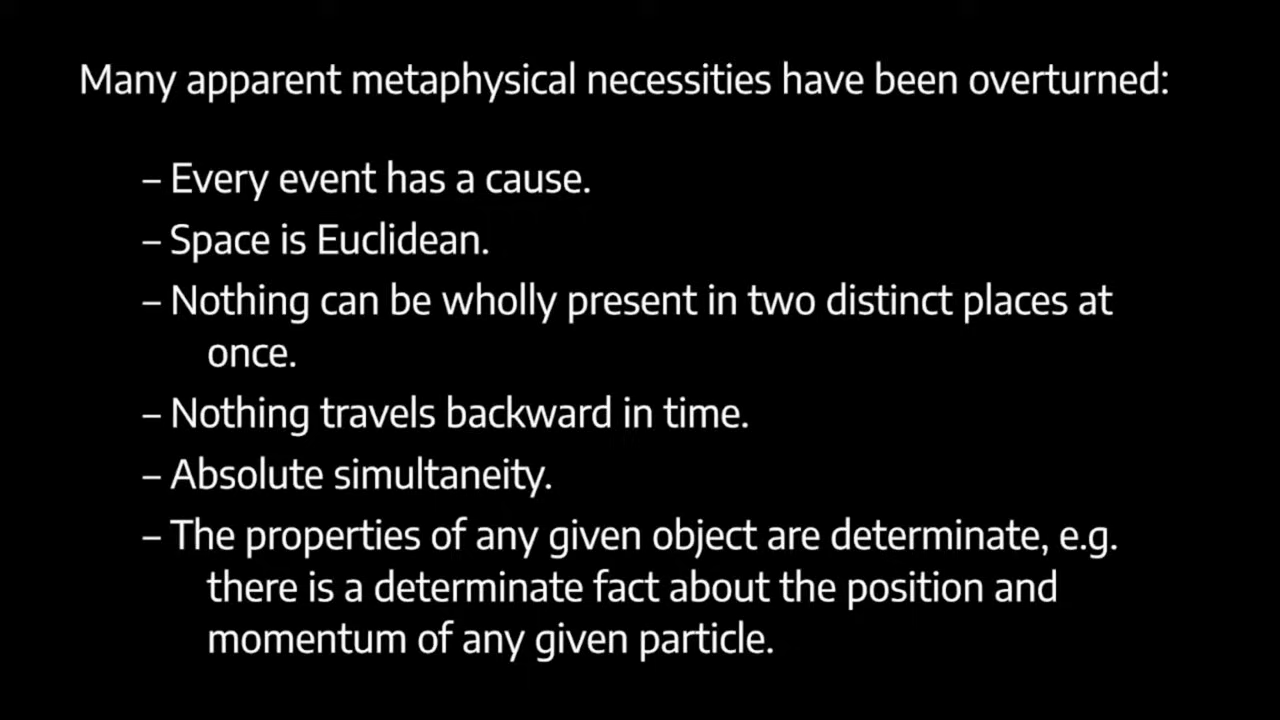 Many apparent metaphysical necessities have been overturned:
– Every event has a cause.
– Space is Euclidean.
– Nothing can be wholly present in two distinct places at
once.
– Nothing travels backward in time.
– Absolute simultaneity.
– The properties of any given object are determinate, e.g.
there is a determinate fact about the position and
momentum of any given particle.